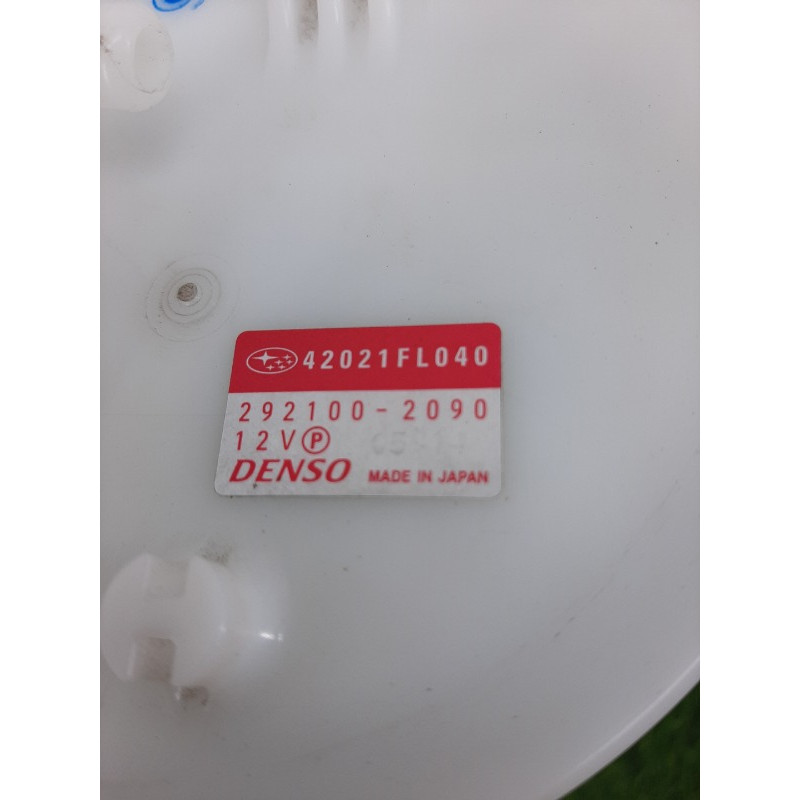 42021FL040
292100-2090
12V Ⓟ
DENSO MADE IN JAPAN